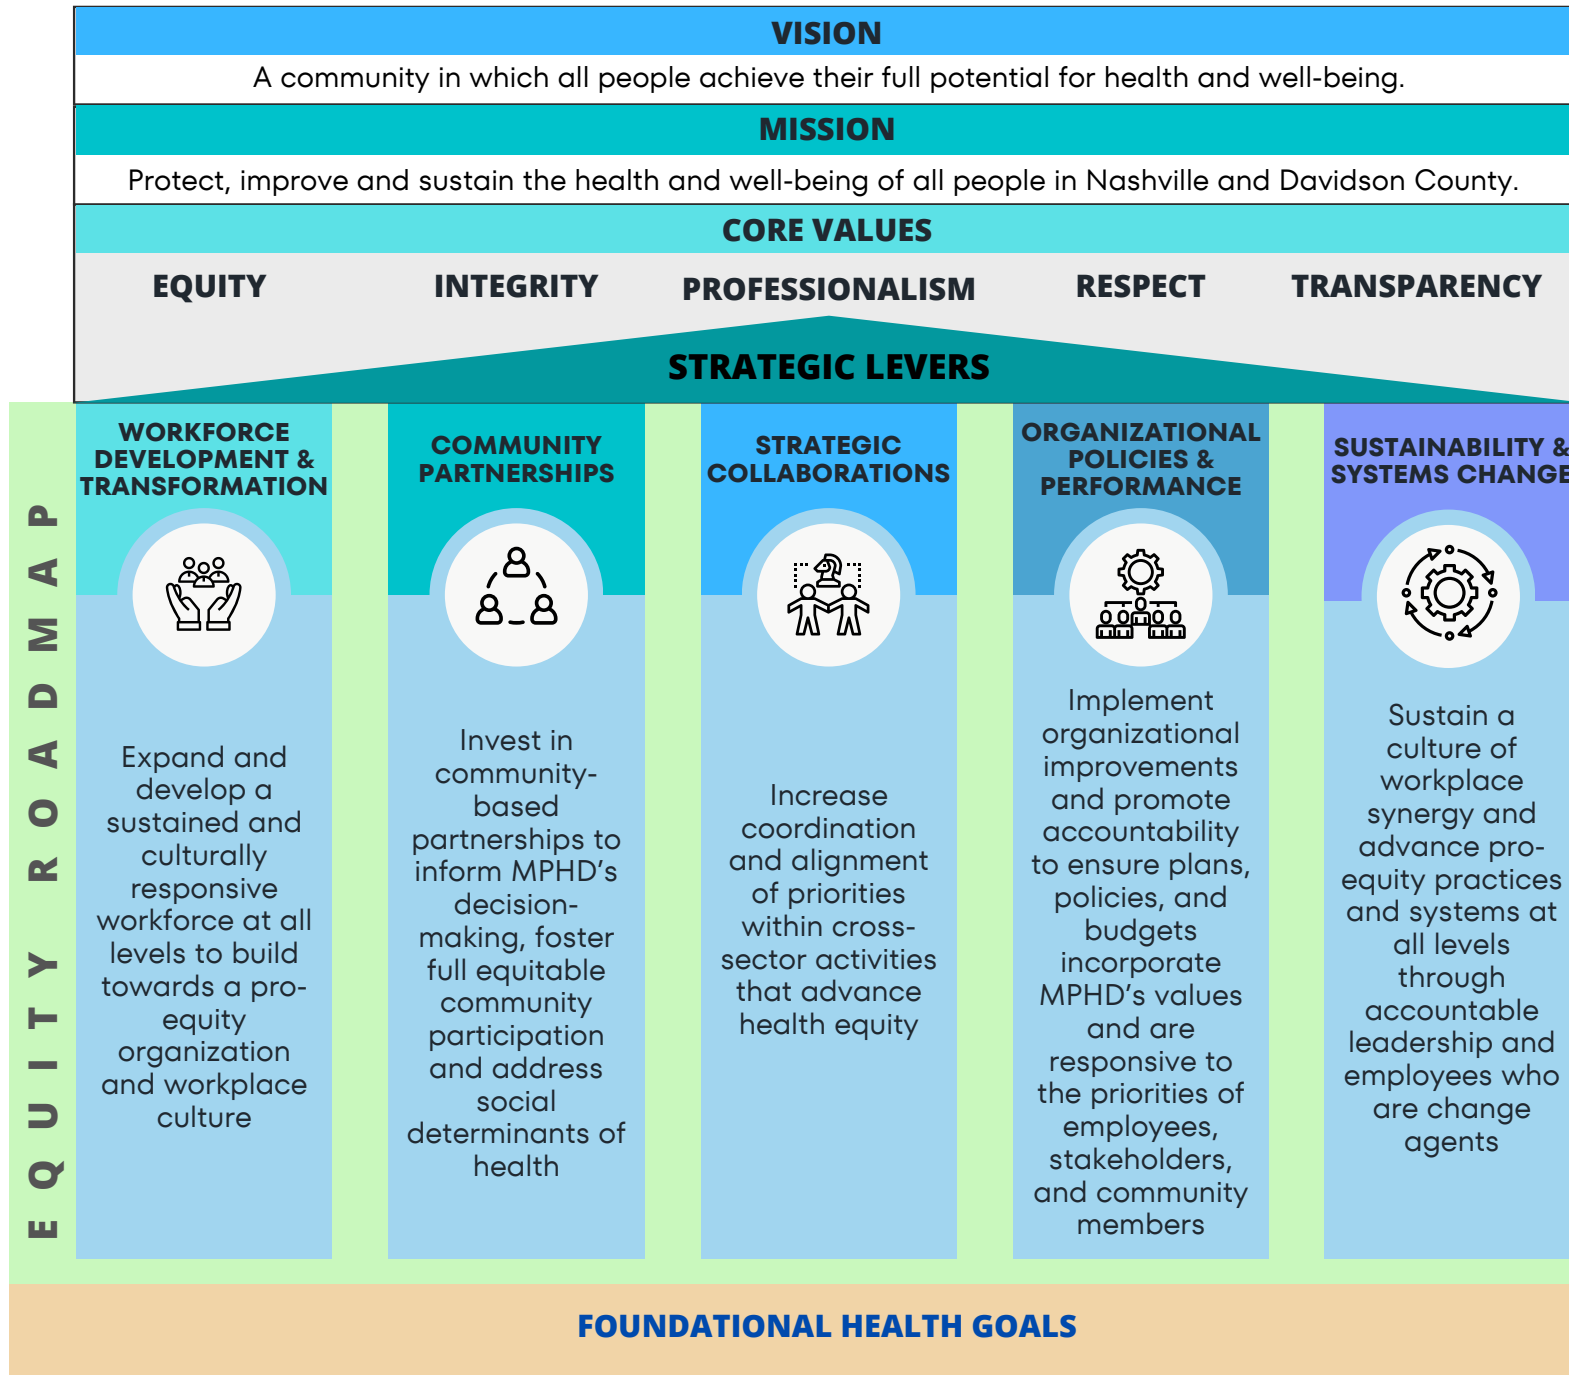 VISION
A community in which all people achieve their full potential for health and well-being.
MISSION
Protect, improve and sustain the health and well-being of all people in Nashville and Davidson County.
CORE VALUES
EQUITY
INTEGRITY
PROFESSIONALISM
RESPECT
TRANSPARENCY
STRATEGIC LEVERS
EQUITY ROADMAP
WORKFORCE
DEVELOPMENT &
TRANSFORMATION
Expand and
develop a
sustained and
culturally
responsive
workforce at all
levels to build
towards a pro-
equity
organization
and workplace
culture
COMMUNITY
PARTNERSHIPS
Invest in
community-
based
partnerships to
inform MPHD's
decision-
making, foster
full equitable
community
participation
and address
social
determinants of
health
STRATEGIC
COLLABORATIONS
Increase
coordination
and alignment
of priorities
within cross-
sector activities
that advance
health equity
ORGANIZATIONAL
POLICIES &
PERFORMANCE
Implement
organizational
improvements
and promote
accountability
to ensure plans,
policies, and
budgets
incorporate
MPHD's values
and are
responsive to
the priorities of
employees,
stakeholders,
and community
members
SUSTAINABILITY &
SYSTEMS CHANGE
Sustain a
culture of
workplace
synergy and
advance pro-
equity practices
and systems at
all levels
through
accountable
leadership and
employees who
are change
agents
FOUNDATIONAL HEALTH GOALS